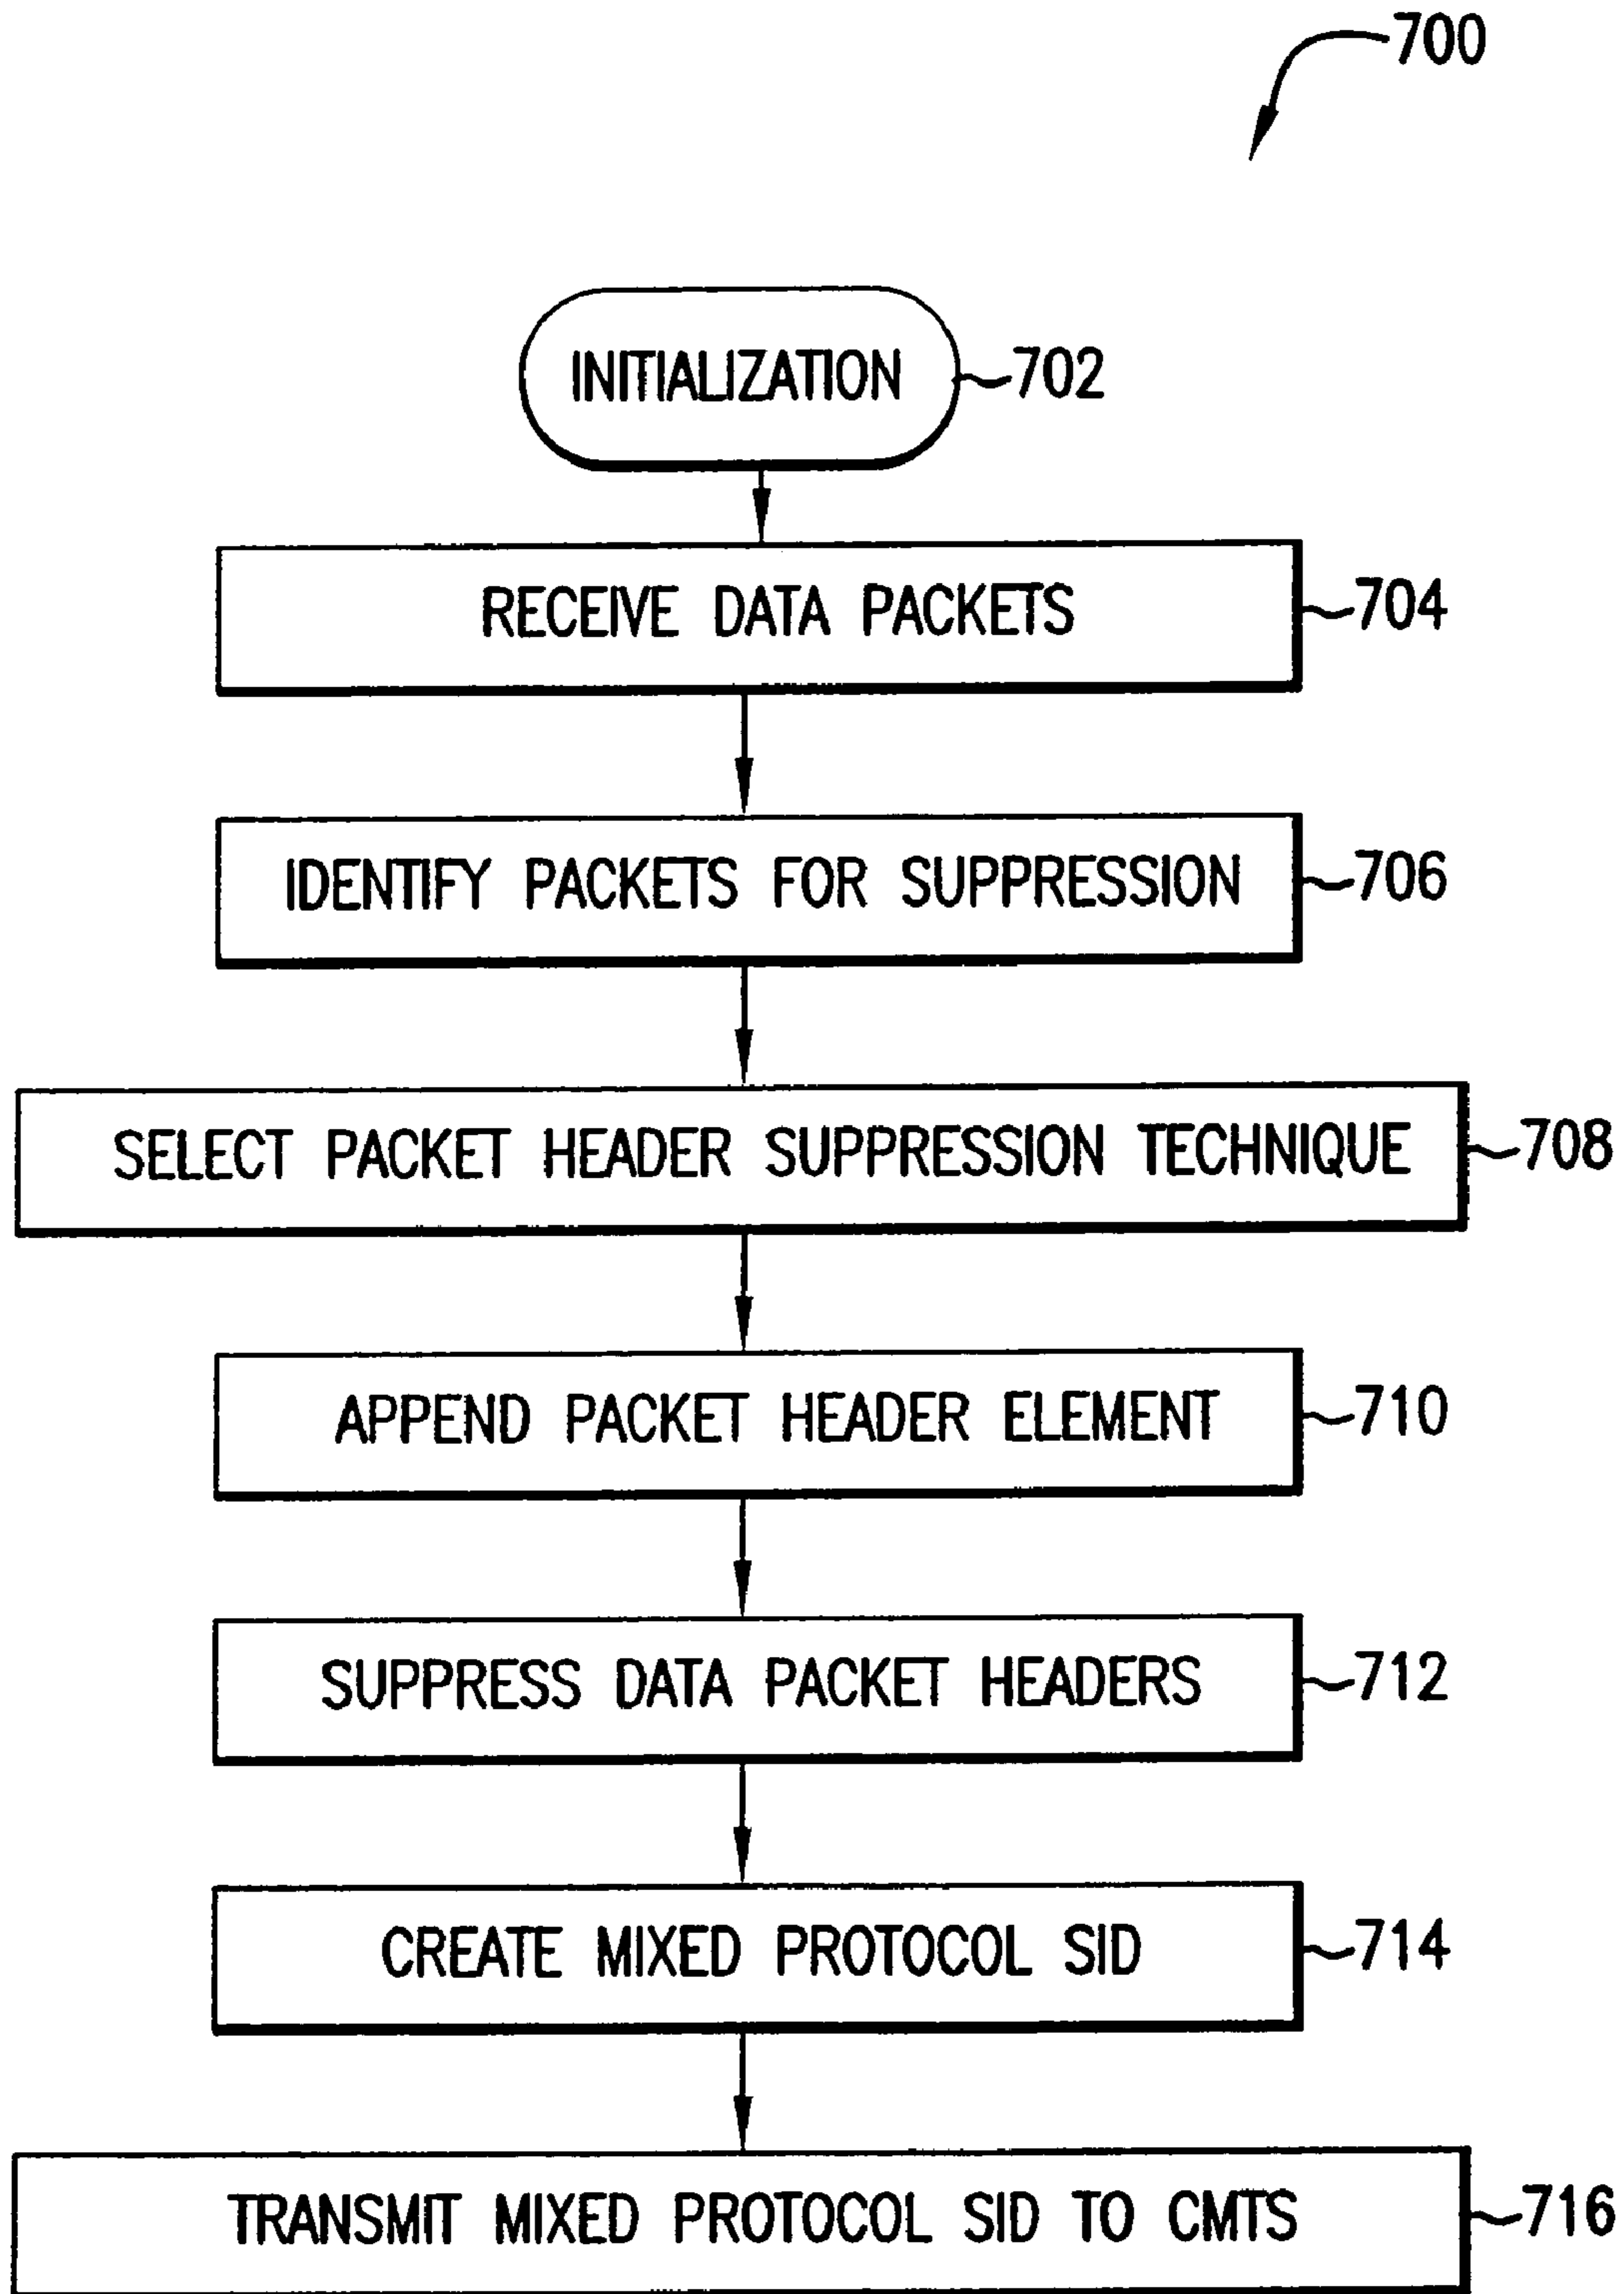 700
INITIALIZATION 702
RECEIVE DATA PACKETS 704
IDENTIFY PACKETS FOR SUPPRESSION 706
SELECT PACKET HEADER SUPPRESSION TECHNIQUE 708
APPEND PACKET HEADER ELEMENT 710
SUPPRESS DATA PACKET HEADERS 712
CREATE MIXED PROTOCOL SID 714
TRANSMIT MIXED PROTOCOL SID TO CMTS 716